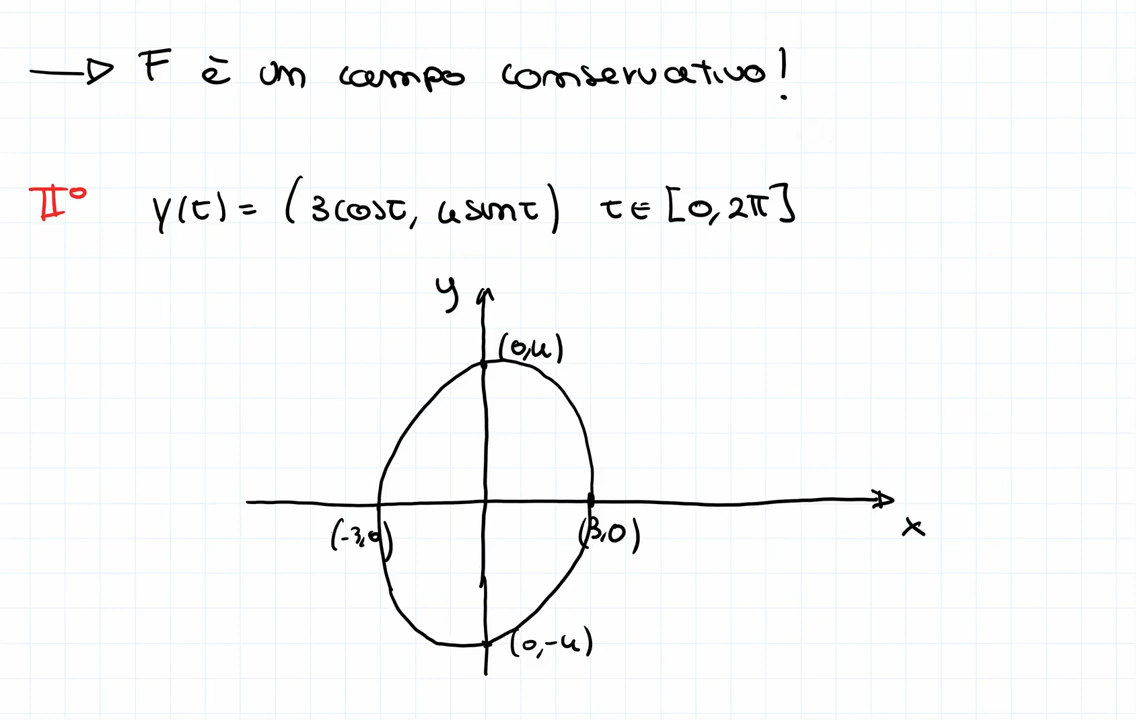 → F è un campo conservativo!
II° γ(t) = (3cost, 4sint) t∈[0,2π]
y
(0,4)
(-3,0) (3,0)
x
(0,-4)